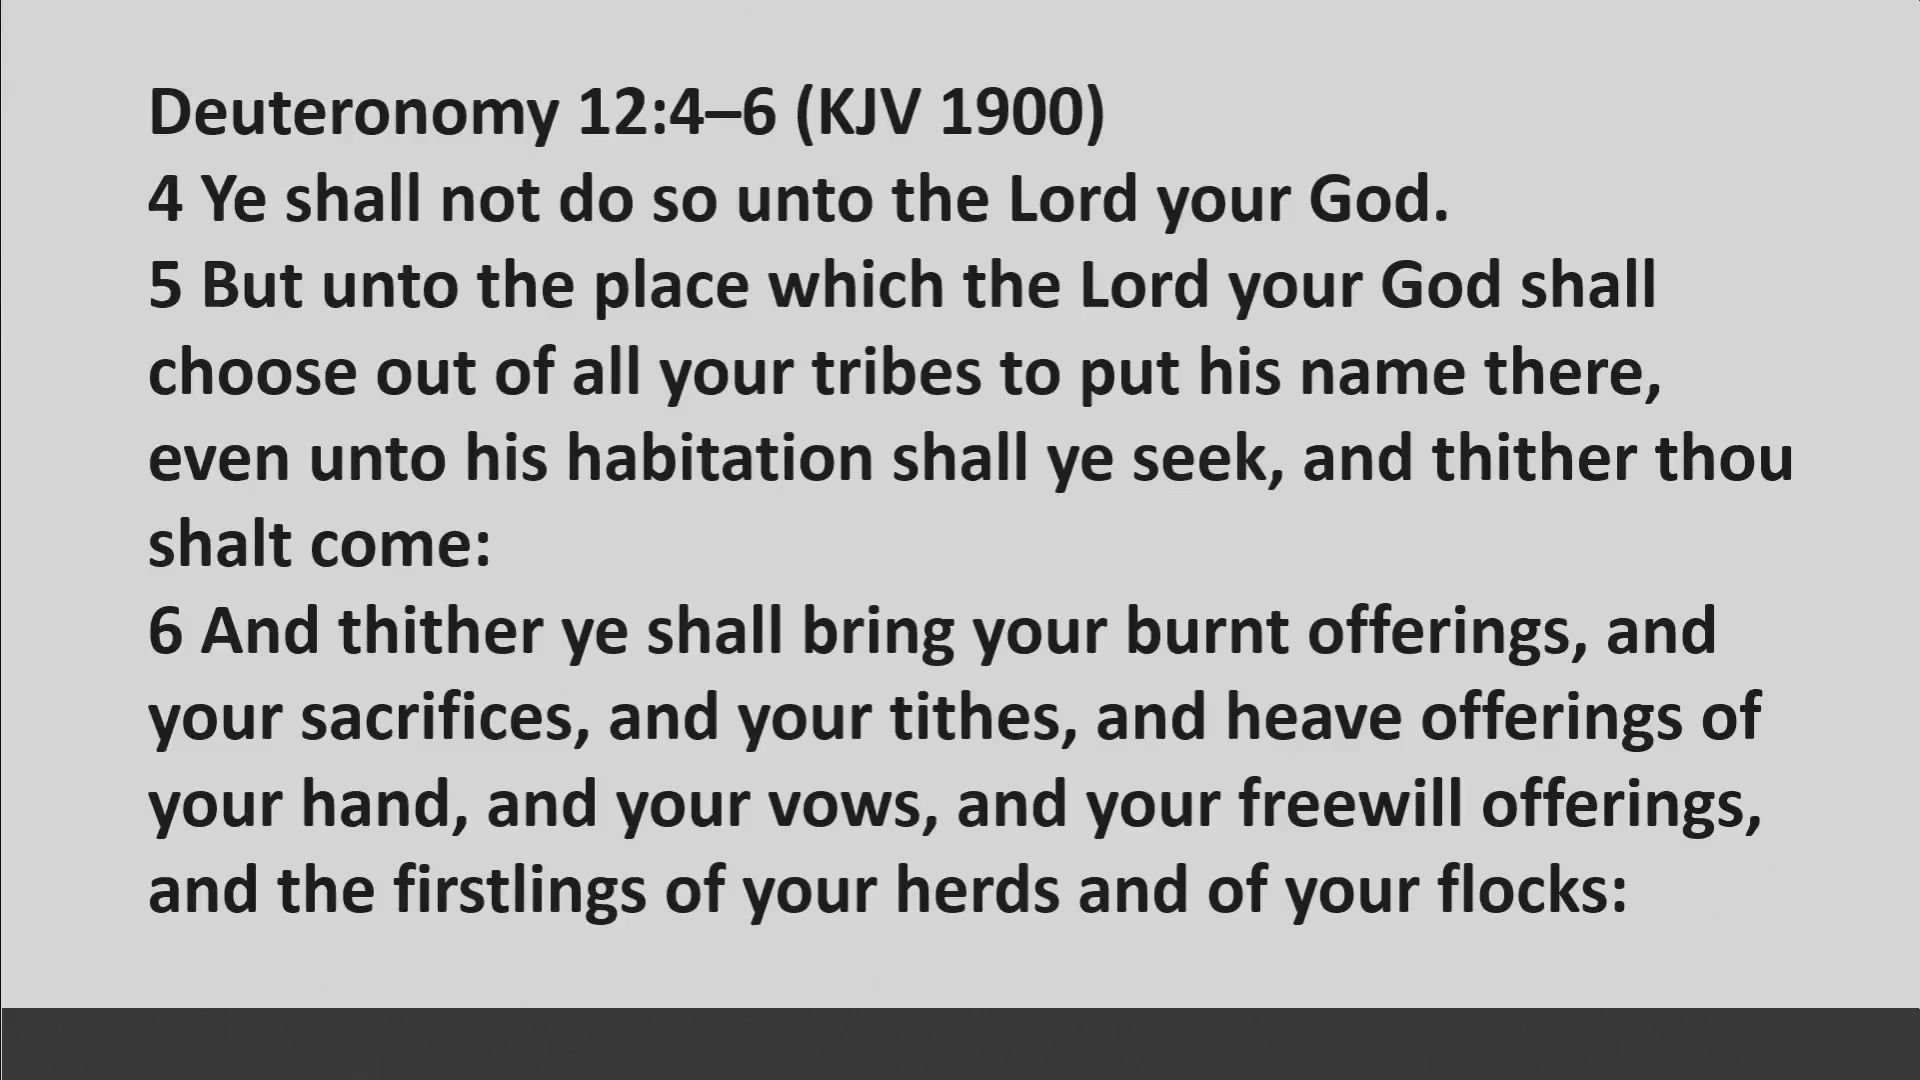 Deuteronomy 12:4–6 (KJV 1900)
4 Ye shall not do so unto the Lord your God.
5 But unto the place which the Lord your God shall
choose out of all your tribes to put his name there,
even unto his habitation shall ye seek, and thither thou
shalt come:
6 And thither ye shall bring your burnt offerings, and
your sacrifices, and your tithes, and heave offerings of
your hand, and your vows, and your freewill offerings,
and the firstlings of your herds and of your flocks: